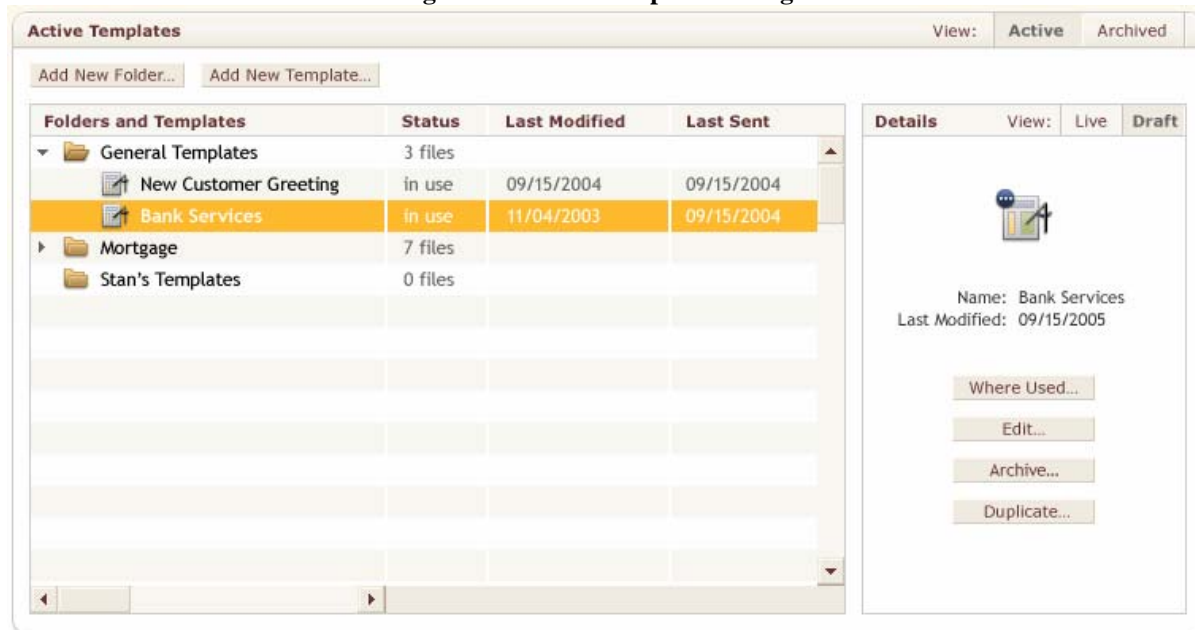 Active Templates View: Active Archived
Add New Folder... Add New Template...
Folders and Templates Status Last Modified Last Sent
General Templates 3 files
New Customer Greeting in use 09/15/2004 09/15/2004
Bank Services in use 11/04/2003 09/15/2004
Mortgage 7 files
Stan's Templates 0 files
Details View: Live Draft
Name: Bank Services
Last Modified: 09/15/2005
Where Used...
Edit...
Archive...
Duplicate...